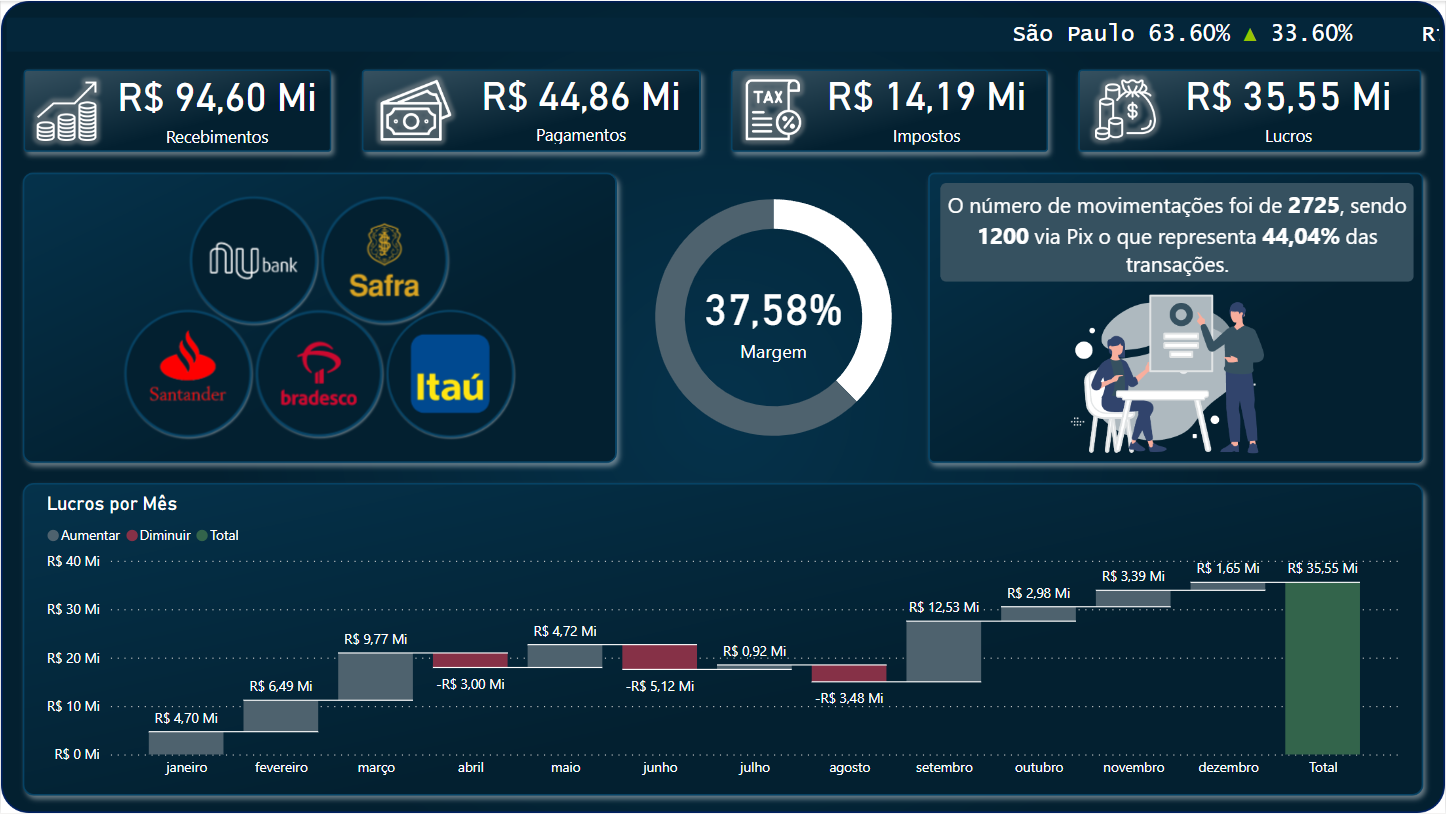 São Paulo 63.60% ▲ 33.60%
R$ 94,60 Mi
Recebimentos
R$ 44,86 Mi
Pagamentos
TAX
%
R$ 14,19 Mi
Impostos
$
R$ 35,55 Mi
Lucros
nu bank
$
Safra
Santander
bradesco
Itaú
37,58%
Margem
O número de movimentações foi de 2725, sendo
1200 via Pix o que representa 44,04% das
transações.
Lucros por Mês
Aumentar Diminuir Total
R$ 40 Mi
R$ 30 Mi
R$ 20 Mi
R$ 10 Mi
R$ 0 Mi
R$ 4,70 Mi
R$ 6,49 Mi
R$ 9,77 Mi
-R$ 3,00 Mi
R$ 4,72 Mi
-R$ 5,12 Mi
R$ 0,92 Mi
-R$ 3,48 Mi
R$ 12,53 Mi
R$ 2,98 Mi
R$ 3,39 Mi
R$ 1,65 Mi
R$ 35,55 Mi
janeiro fevereiro março abril maio junho julho agosto setembro outubro novembro dezembro Total